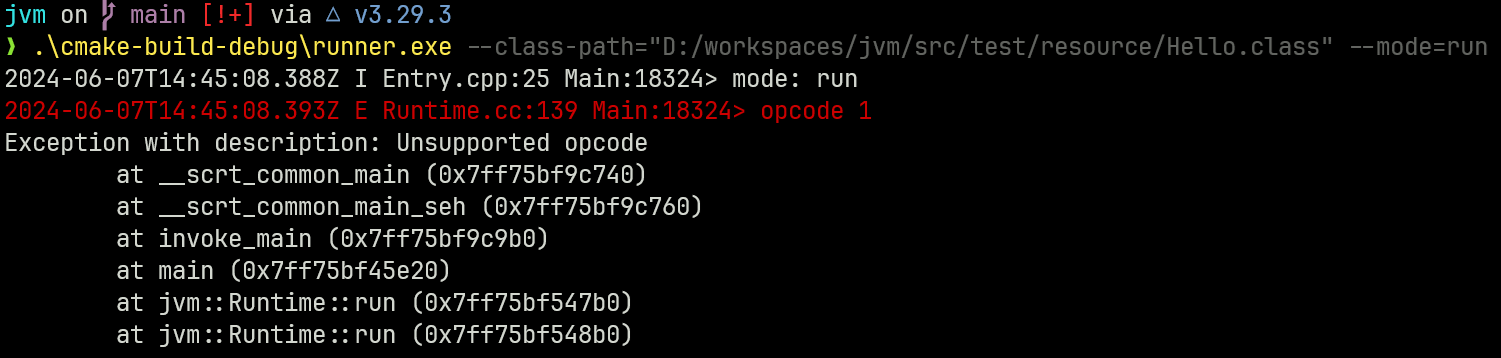 jvm on main [!+] via △ v3.29.3
❱ .\cmake-build-debug\runner.exe --class-path="D:/workspaces/jvm/src/test/resource/Hello.class" --mode=run
2024-06-07T14:45:08.388Z I Entry.cpp:25 Main:18324> mode: run
2024-06-07T14:45:08.393Z E Runtime.cc:139 Main:18324> opcode 1
Exception with description: Unsupported opcode
at __scrt_common_main (0x7ff75bf9c740)
at __scrt_common_main_seh (0x7ff75bf9c760)
at invoke_main (0x7ff75bf9c9b0)
at main (0x7ff75bf45e20)
at jvm::Runtime::run (0x7ff75bf547b0)
at jvm::Runtime::run (0x7ff75bf548b0)